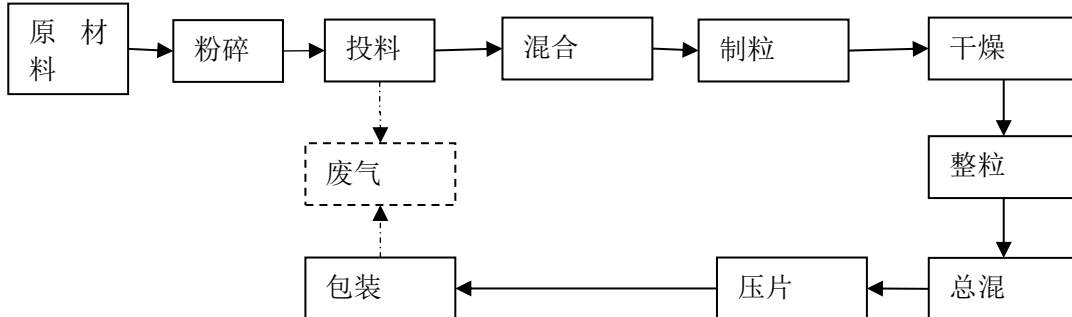 原材
料
粉碎
投料
混合
制粒
干燥
废气
整粒
包装
压片
总混